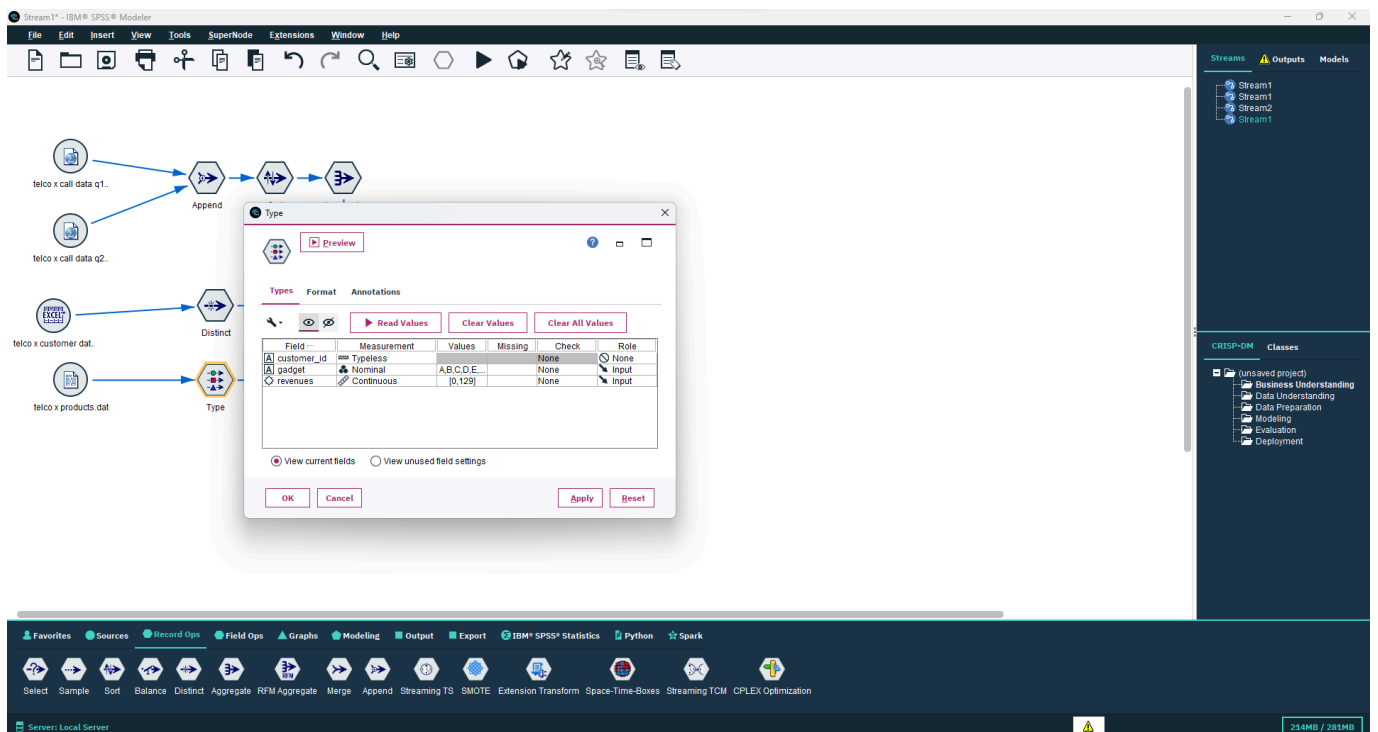 Stream1* - IBM® SPSS® Modeler
File Edit Insert View Tools SuperNode Extensions Window Help
Streams Outputs Models
Stream1
Stream1
Stream2
Stream1
telco x call data q1..
Append
telco x call data q2..
EXCEL
telco x customer dat..
Distinct
telco x products.dat
Type
Type
Preview
Types Format Annotations
Read Values Clear Values Clear All Values
Field Measurement Values Missing Check Role
A customer_id Typeless None None
A gadget Nominal A,B,C,D,E,... None Input
revenues Continuous [0,129] None Input
View current fields View unused field settings
OK Cancel Apply Reset
CRISP-DM Classes
(unsaved project)
Business Understanding
Data Understanding
Data Preparation
Modeling
Evaluation
Deployment
Favorites Sources Record Ops Field Ops Graphs Modeling Output Export IBM® SPSS® Statistics Python Spark
RFM
Select Sample Sort Balance Distinct Aggregate RFM Aggregate Merge Append Streaming TS SMOTE Extension Transform Space-Time-Boxes Streaming TCM CPLEX Optimization
Server: Local Server
214MB / 281MB